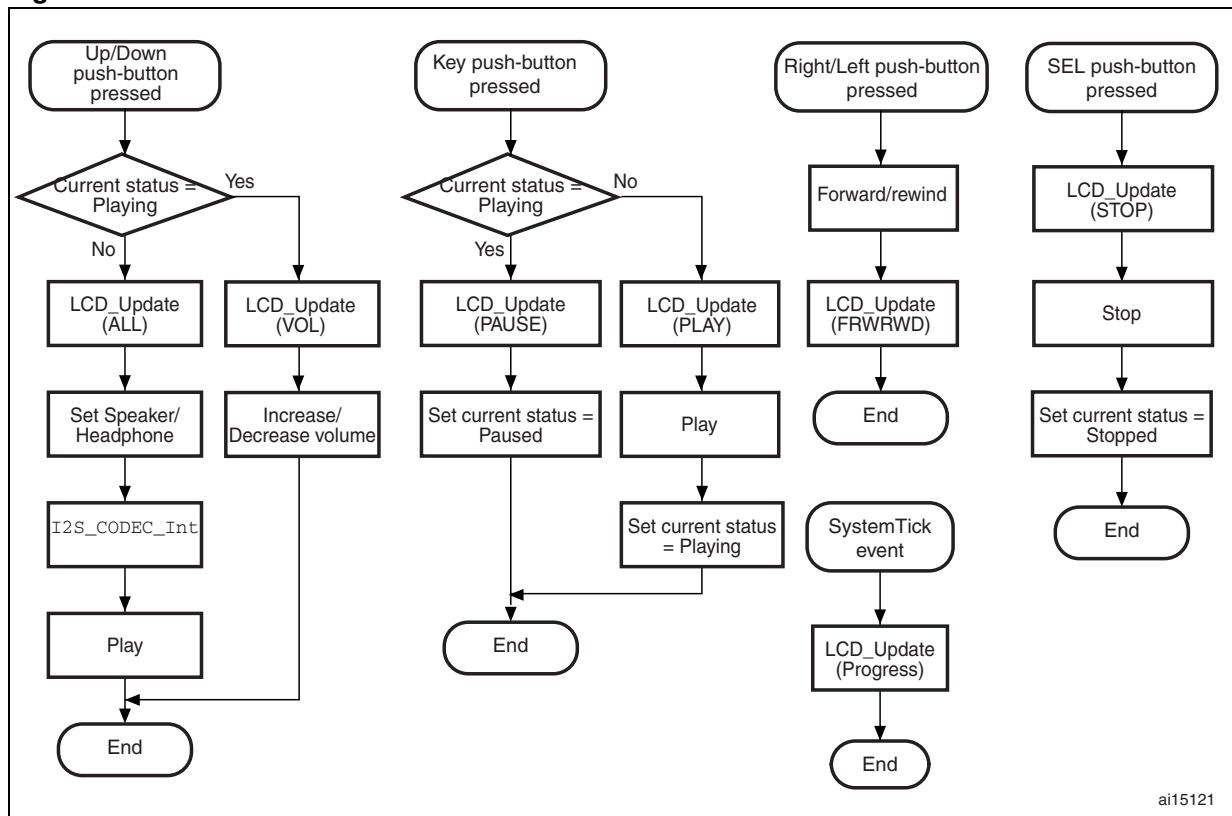 Up/Down
push-button
pressed
Current status =
Playing
Yes
No
LCD_Update
(ALL)
LCD_Update
(VOL)
Set Speaker/
Headphone
Increase/
Decrease volume
I2S_CODEC_Int
Play
End
Key push-button
pressed
Current status =
Playing
No
Yes
LCD_Update
(PAUSE)
LCD_Update
(PLAY)
Set current status =
Paused
Play
Set current status
= Playing
End
Right/Left push-button
pressed
Forward/rewind
LCD_Update
(FRWRWD)
End
SystemTick
event
LCD_Update
(Progress)
End
SEL push-button
pressed
LCD_Update
(STOP)
Stop
Set current status =
Stopped
End
ai15121